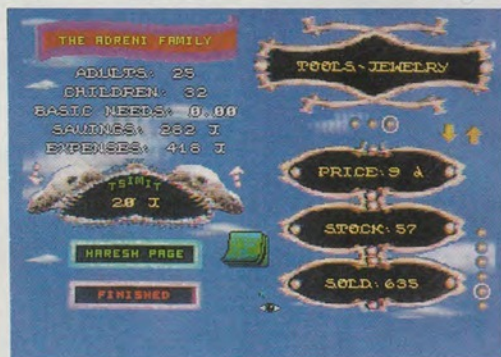 THE ADRENI FAMILY
ADULTS: 25
CHILDREN: 32
BASIC NEEDS: 0.00
SAVINGS: 282 J
EXPENSES: 418 J
TSIMIT
20 J
HARESH PAGE
FINISHED
TOOLS-JEWELRY
PRICE: 9 d
STOCK: 57
SOLD: 635